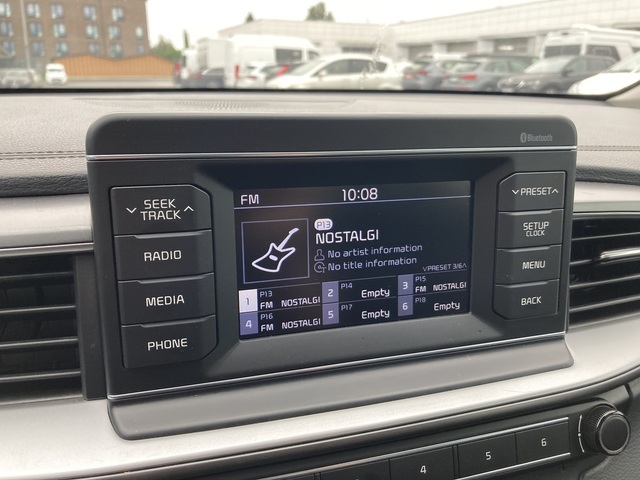 Bluetooth
SEEK
TRACK
RADIO
MEDIA
PHONE
FM 10:08
P13
NOSTALGI
No artist information
No title information
PRESET 3/6
1 P13 FM NOSTALGI
2 P14 Empty
3 P15 FM NOSTALGI
4 P16 FM NOSTALGI
5 P17 Empty
6 P18 Empty
PRESET
SETUP
CLOCK
MENU
BACK
4 5 6